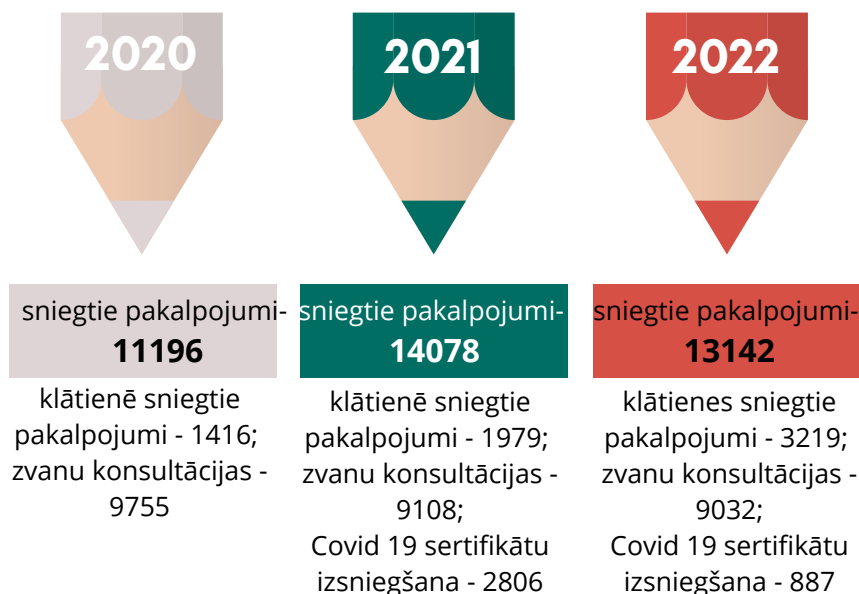 2020
2021
2022
sniegtie pakalpojumi-
11196
klātienē sniegtie
pakalpojumi - 1416;
zvanu konsultācijas -
9755
sniegtie pakalpojumi-
14078
klātienē sniegtie
pakalpojumi - 1979;
zvanu konsultācijas -
9108;
Covid 19 sertifikātu
izsniegšana - 2806
sniegtie pakalpojumi-
13142
klātienes sniegtie
pakalpojumi - 3219;
zvanu konsultācijas -
9032;
Covid 19 sertifikātu
izsniegšana - 887